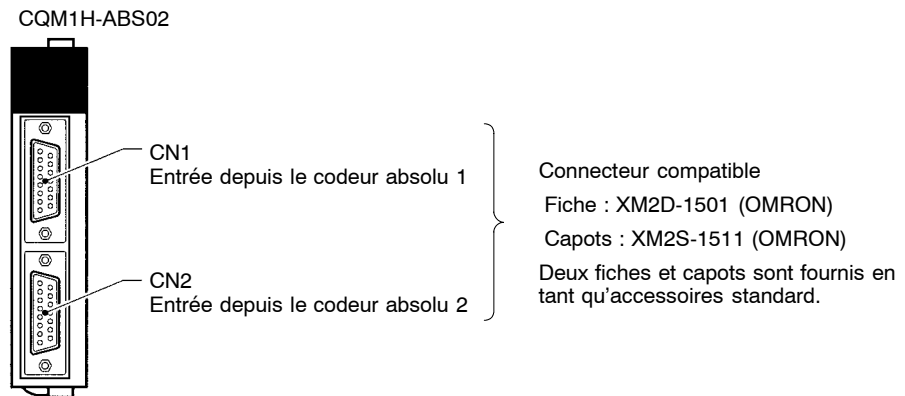 CQM1H-ABS02
CN1
Entrée depuis le codeur absolu 1
CN2
Entrée depuis le codeur absolu 2
Connecteur compatible
Fiche : XM2D-1501 (OMRON)
Capots : XM2S-1511 (OMRON)
Deux fiches et capots sont fournis en
tant qu'accessoires standard.